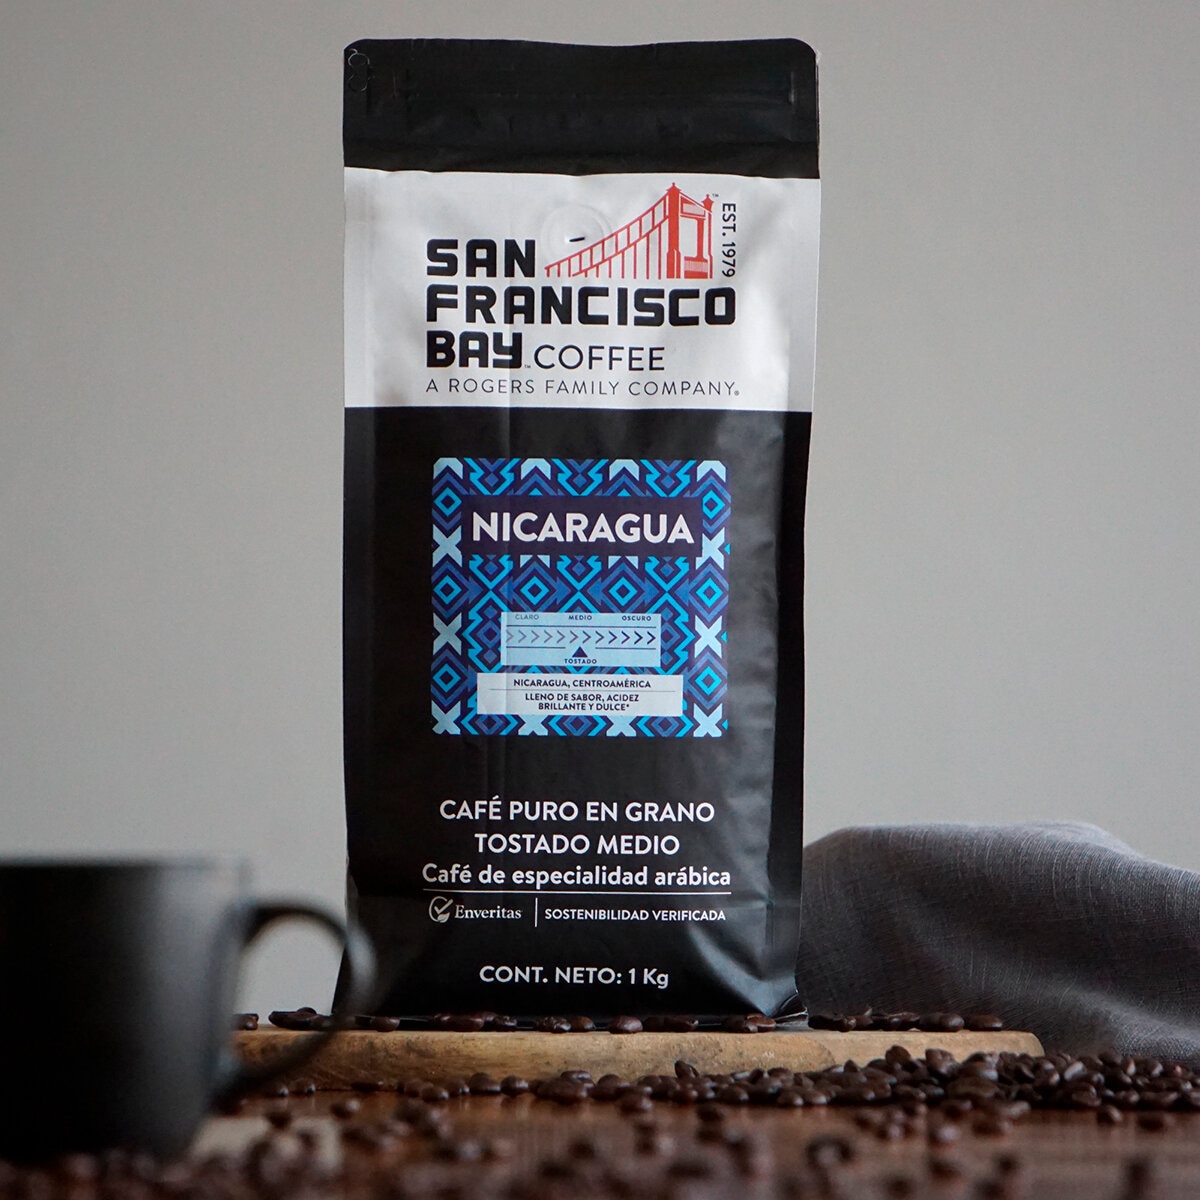 EST. 1979
SAN
FRANCISCO
BAY™ COFFEE
A ROGERS FAMILY COMPANY®
NICARAGUA
CLARO MEDIO OSCURO
TOSTADO
NICARAGUA, CENTROAMÉRICA
LLENO DE SABOR, ACIDEZ
BRILLANTE Y DULCE*
CAFÉ PURO EN GRANO
TOSTADO MEDIO
Café de especialidad arábica
Enveritas | SOSTENIBILIDAD VERIFICADA
CONT. NETO: 1 Kg